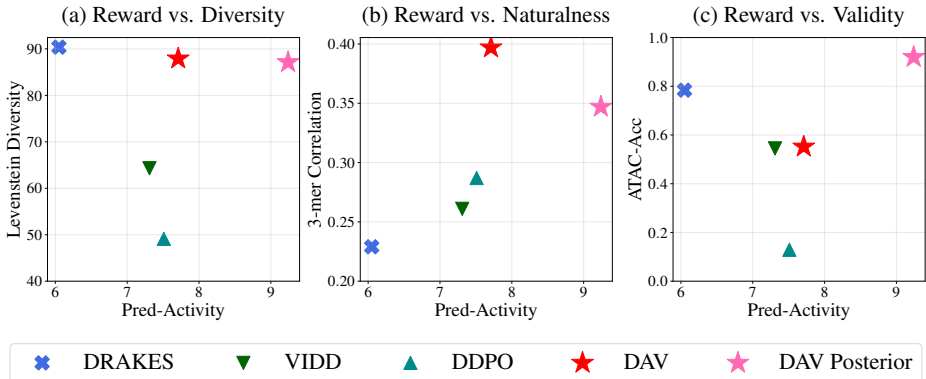 (a) Reward vs. Diversity
Levenstein Diversity
90
80
70
60
50
40
6
7
8
9
Pred-Activity
(b) Reward vs. Naturalness
3-mer Correlation
0.40
0.35
0.30
0.25
0.20
6
7
8
9
Pred-Activity
(c) Reward vs. Validity
ATAC-Acc
1.0
0.8
0.6
0.4
0.2
0.0
6
7
8
9
Pred-Activity
DRAKES
VIDD
DDPO
DAV
DAV Posterior